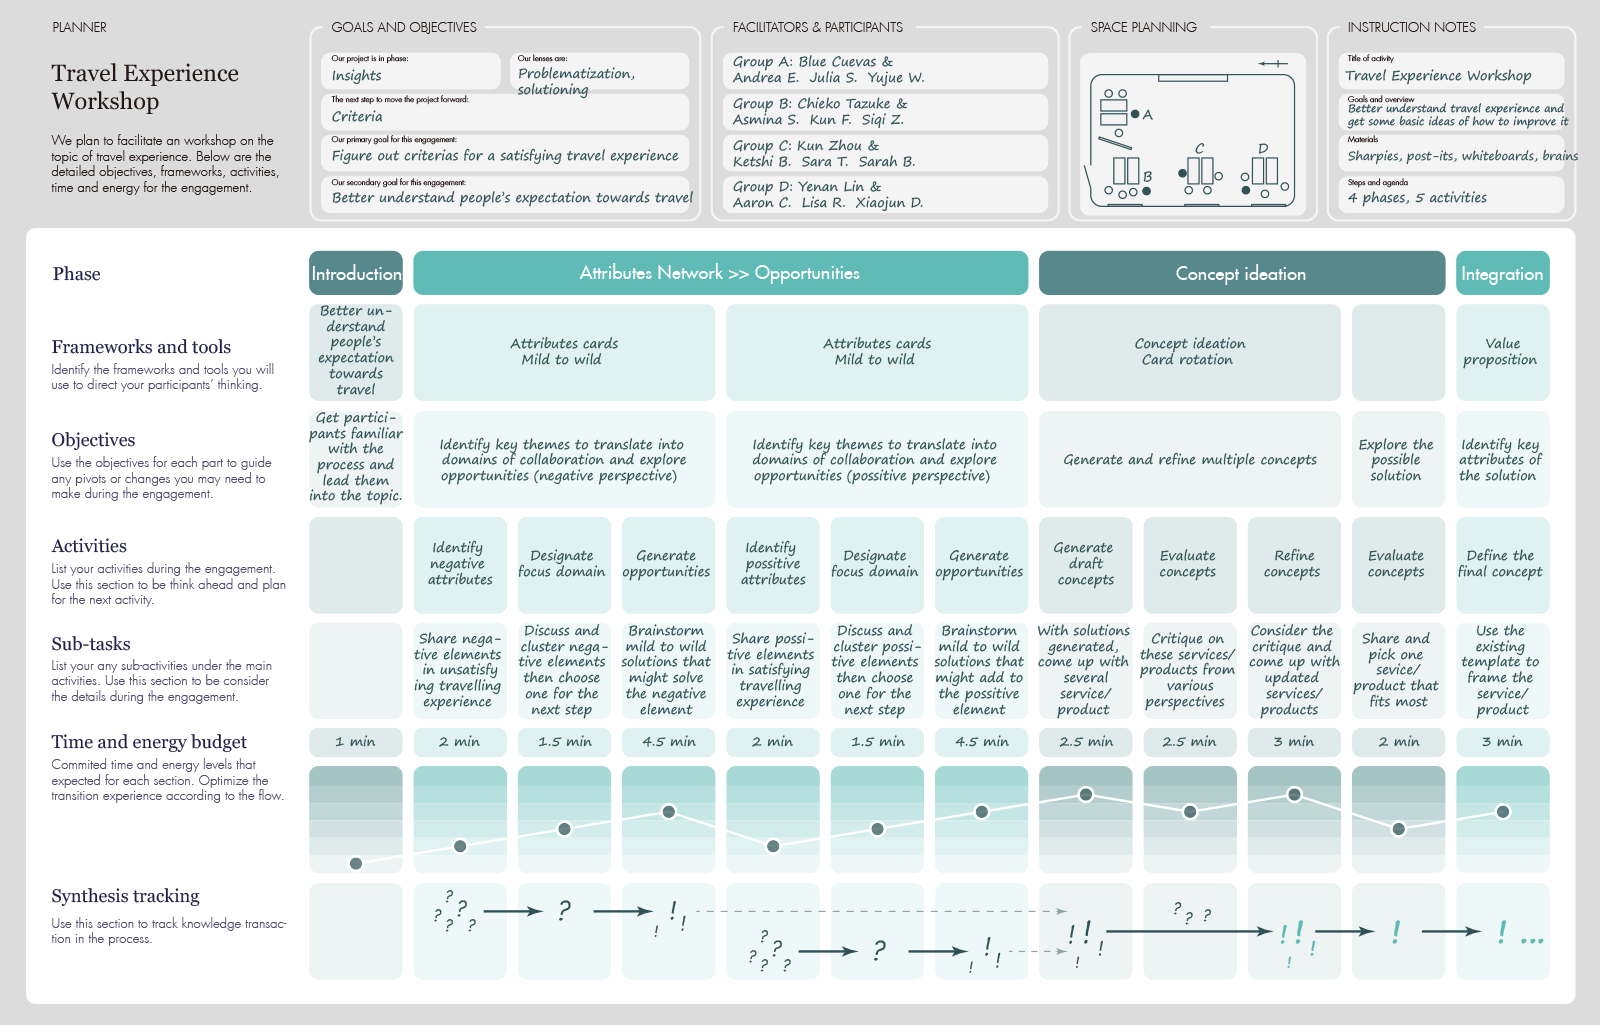 PLANNER
Travel Experience
Workshop
We plan to facilitate an workshop on the
topic of travel experience. Below are the
detailed objectives, frameworks, activities,
time and energy for the engagement.
GOALS AND OBJECTIVES
Our project is in phase:
Insights
Our lenses are:
Problematization,
solutioning
The next step to move the project forward:
Criteria
Our primary goal for this engagement:
Figure out criterias for a satisfying travel experience
Our secondary goal for this engagement:
Better understand people's expectation towards travel
FACILITATORS & PARTICIPANTS
Group A: Blue Cuevas &
Andrea E. Julia S. Yujue W.
Group B: Chieko Tazuke &
Asmina S. Kun F. Siqi Z.
Group C: Kun Zhou &
Ketshi B. Sara T. Sarah B.
Group D: Yenan Lin &
Aaron C. Lisa R. Xiaojun D.
SPACE PLANNING
A
B
C
D
INSTRUCTION NOTES
Title of activity
Travel Experience Workshop
Goals and overview
Better understand travel experience and
get some basic ideas of how to improve it
Materials
Sharpies, post-its, whiteboards, brains
Steps and agenda
4 phases, 5 activities
Phase
Introduction
Attributes Network >> Opportunities
Concept ideation
Integration
Frameworks and tools
Identify the frameworks and tools you will
use to direct your participants' thinking.
Better un-
derstand
people's
expectation
towards
travel
Attributes cards
Mild to wild
Attributes cards
Mild to wild
Concept ideation
Card rotation
Value
proposition
Objectives
Use the objectives for each part to guide
any pivots or changes you may need to
make during the engagement.
Get partici-
pants familiar
with the
process and
lead them
into the topic.
Identify key themes to translate into
domains of collaboration and explore
opportunities (negative perspective)
Identify key themes to translate into
domains of collaboration and explore
opportunities (possitive perspective)
Generate and refine multiple concepts
Explore the
possible
solution
Identify key
attributes of
the solution
Activities
List your activities during the engagement.
Use this section to be think ahead and plan
for the next activity.
Identify
negative
attributes
Designate
focus domain
Generate
opportunities
Identify
possitive
attributes
Designate
focus domain
Generate
opportunities
Generate
draft
concepts
Evaluate
concepts
Refine
concepts
Evaluate
concepts
Define the
final concept
Sub-tasks
List your any sub-activities under the main
activities. Use this section to be consider
the details during the engagement.
Share nega-
tive elements
in unsatisfy
ing travelling
experience
Discuss and
cluster nega-
tive elements
then choose
one for the
next step
Brainstorm
mild to wild
solutions that
might solve
the negative
element
Share possi-
tive elements
in satisfying
travelling
experience
Discuss and
cluster possi-
tive elements
then choose
one for the
next step
Brainstorm
mild to wild
solutions that
might add to
the possitive
element
With solutions
generated,
come up with
several
service/
product
Critique on
these services/
products from
various
perspectives
Consider the
critique and
come up with
updated
services/
products
Share and
pick one
sevice/
product that
fits most
Use the
existing
template to
frame the
service/
product
Time and energy budget
Commited time and energy levels that
expected for each section. Optimize the
transition experience according to the flow.
1 min
2 min
1.5 min
4.5 min
2 min
1.5 min
4.5 min
2.5 min
2.5 min
3 min
2 min
3 min
Synthesis tracking
Use this section to track knowledge transac-
tion in the process.
? ? ? ? ?
?
! ! !
? ? ? ? ?
?
! ! !
! ! ! !
? ? ?
! ! ! !
!
! ...